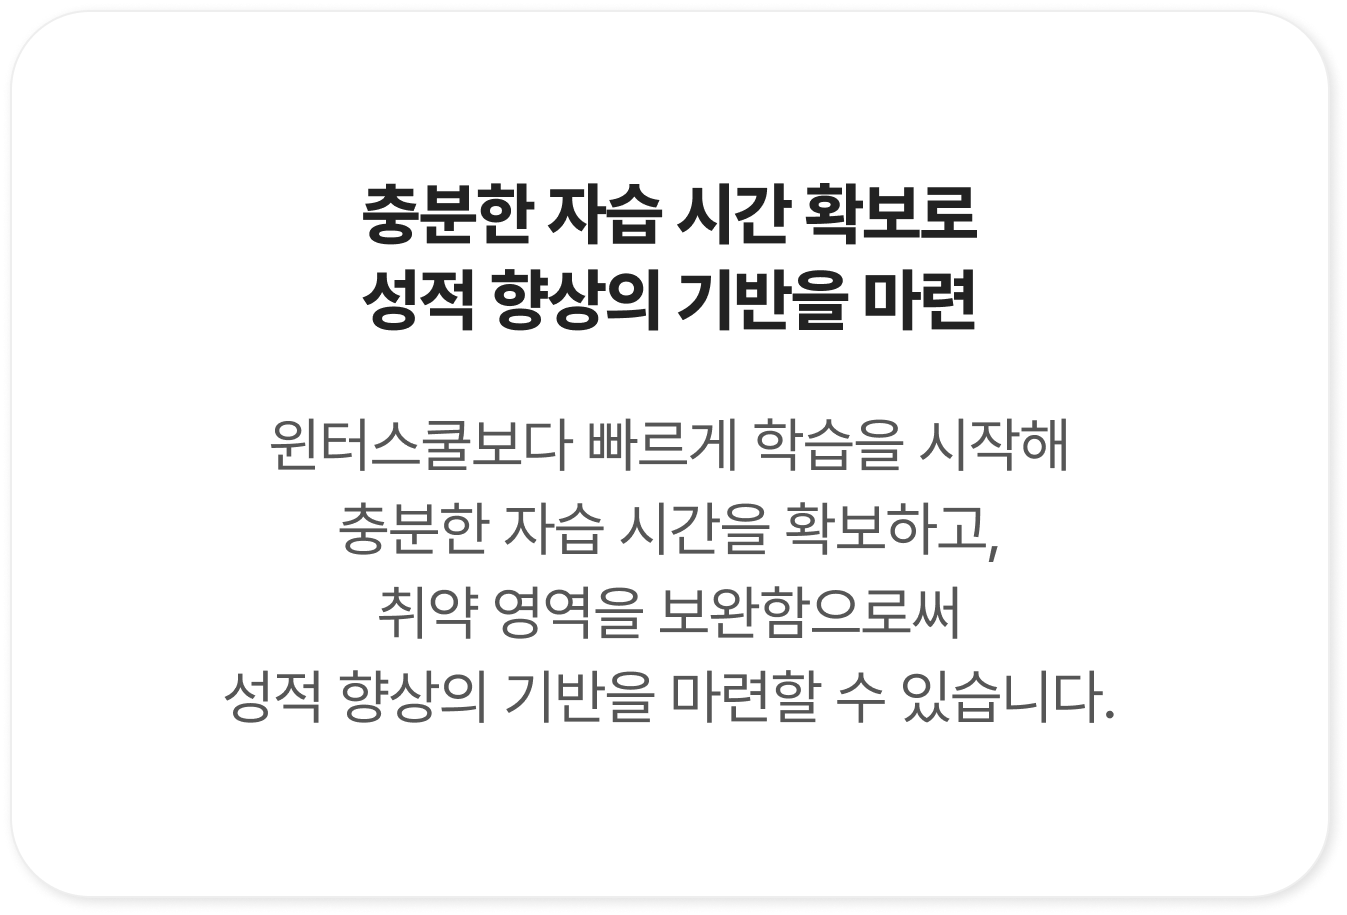 충분한 자습 시간 확보로
성적 향상의 기반을 마련
윈터스쿨보다 빠르게 학습을 시작해
충분한 자습 시간을 확보하고,
취약 영역을 보완함으로써
성적 향상의 기반을 마련할 수 있습니다.